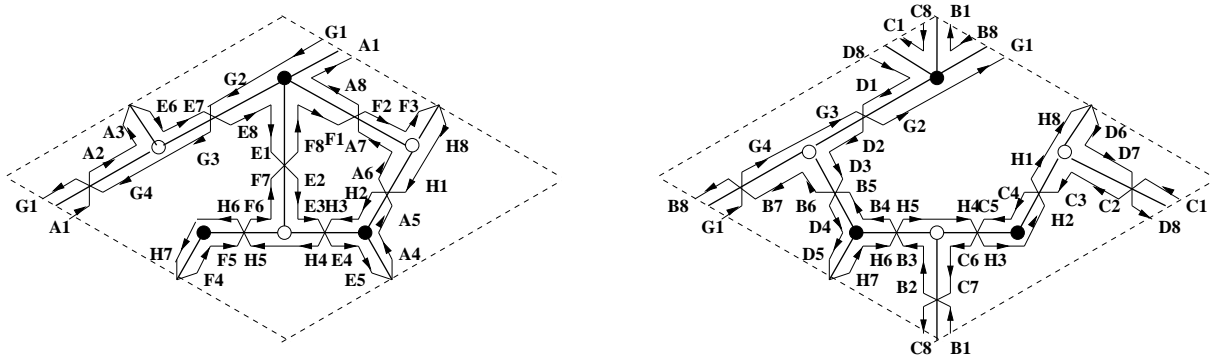 G1
A1
G2
A8
E6 E7
F2 F3
A3
E8
F8 F1
A7
H8
A2
G3
E1
A6
F7 E2
H2
H1
G1
G4
A1
H6 F6
E3H3
A5
H7
F5 H5
H4 E4
A4
F4
E5
C8 B1
C1
B8
D8
G1
D1
G3
G2
H8
D6
G4
D2
D7
D3
H1
B5
C4
C3
B8
B7
B6
C2
C1
G1
D4
B4 H5
H4C5
H2
D8
D5
H6 B3
C6 H3
H7
B2
C7
C8 B1